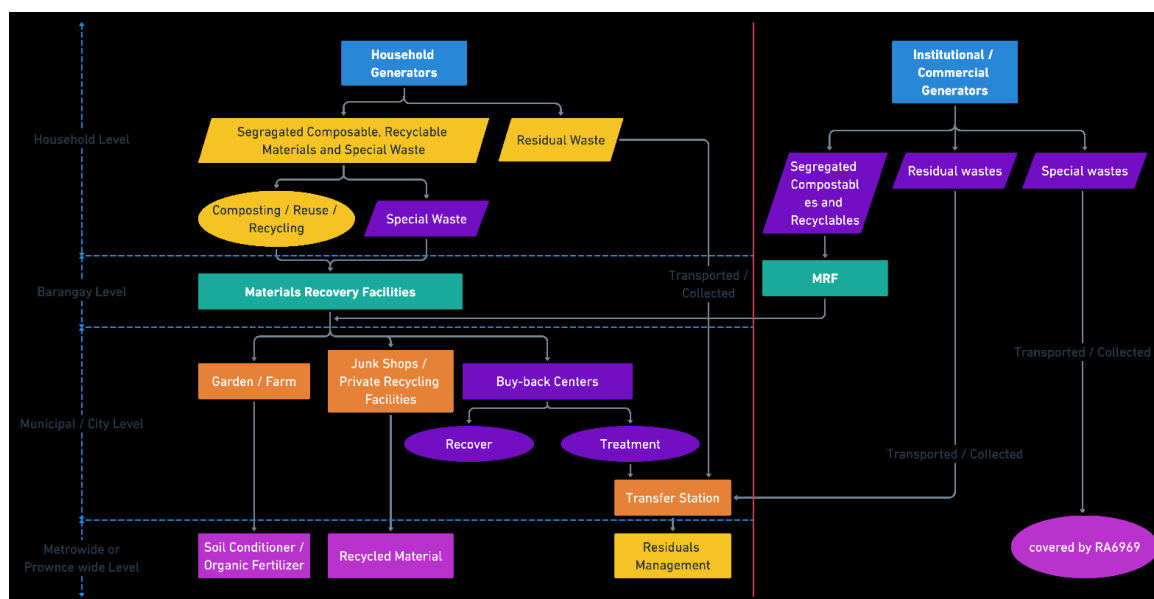 Household
Generators
Institutional /
Commercial
Generators
Household Level
Segragated Composable, Recyclable
Materials and Special Waste
Residual Waste
Segregated
Compostabl
es and
Recyclables
Residual wastes
Special wastes
Composting / Reuse /
Recycling
Special Waste
Barangay Level
Materials Recovery Facilities
Transported /
Collected
MRF
Transported / Collected
Municipal / City Level
Garden / Farm
Junk Shops /
Private Recycling
Facilities
Buy-back Centers
Recover
Treatment
Transported / Collected
Transfer Station
Metrowide or
Prownce wide Level
Soil Conditioner /
Organic Fertilizer
Recycled Material
Residuals
Management
covered by RA6969